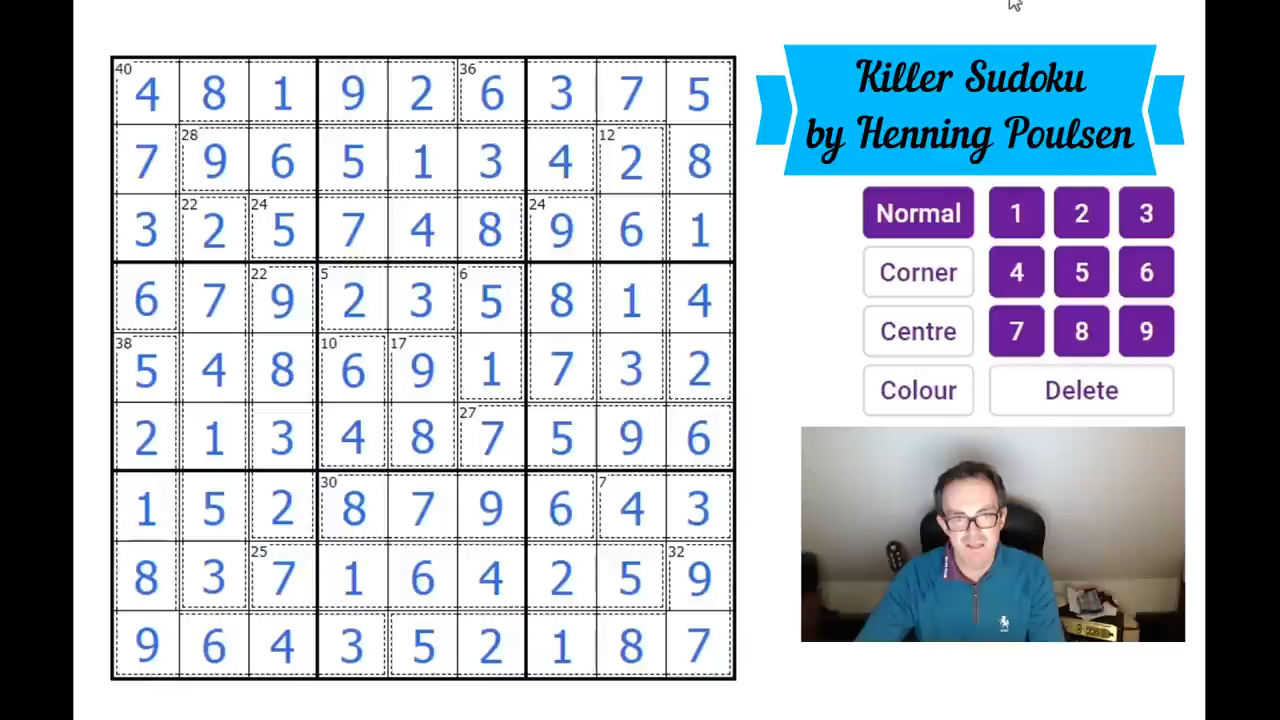 Killer Sudoku
by Henning Poulsen
40 4 8 1 9 2 36 6 3 7 5
7 28 9 6 5 1 3 4 12 2 8
3 22 2 24 5 7 4 8 24 9 6 1
6 7 22 9 5 2 3 6 5 8 1 4
38 5 4 8 10 6 17 9 1 7 3 2
2 1 3 4 8 27 7 5 9 6
1 5 2 30 8 7 9 6 7 4 3
8 3 25 7 1 6 4 2 5 32 9
9 6 4 3 5 2 1 8 7
Normal 1 2 3
Corner 4 5 6
Centre 7 8 9
Colour Delete